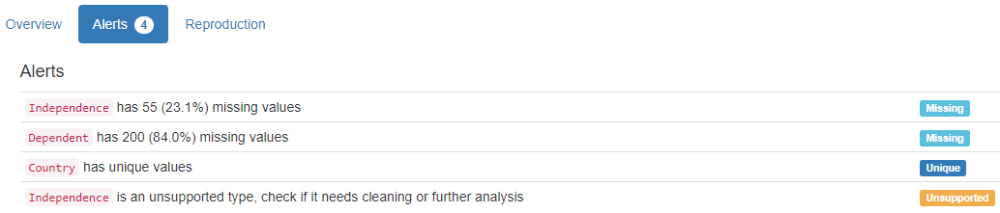 Overview Alerts 4 Reproduction
Alerts
Independence has 55 (23.1%) missing values Missing
Dependent has 200 (84.0%) missing values Missing
Country has unique values Unique
Independence is an unsupported type, check if it needs cleaning or further analysis Unsupported